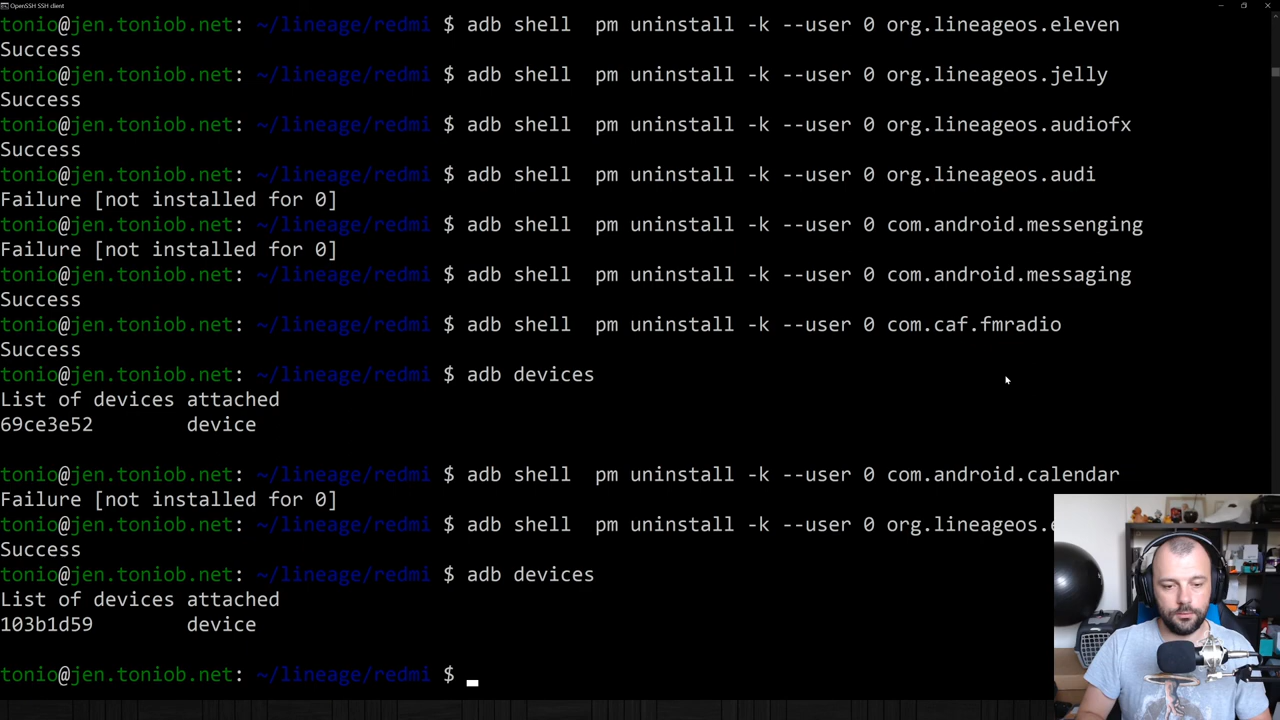 OpenSSH SSH client
tonio@jen.toniob.net: ~/lineage/redmi $ adb shell  pm uninstall -k --user 0 org.lineageos.eleven
Success
tonio@jen.toniob.net: ~/lineage/redmi $ adb shell  pm uninstall -k --user 0 org.lineageos.jelly
Success
tonio@jen.toniob.net: ~/lineage/redmi $ adb shell  pm uninstall -k --user 0 org.lineageos.audiofx
Success
tonio@jen.toniob.net: ~/lineage/redmi $ adb shell  pm uninstall -k --user 0 org.lineageos.audi
Failure [not installed for 0]
tonio@jen.toniob.net: ~/lineage/redmi $ adb shell  pm uninstall -k --user 0 com.android.messenging
Failure [not installed for 0]
tonio@jen.toniob.net: ~/lineage/redmi $ adb shell  pm uninstall -k --user 0 com.android.messaging
Success
tonio@jen.toniob.net: ~/lineage/redmi $ adb shell  pm uninstall -k --user 0 com.caf.fmradio
Success
tonio@jen.toniob.net: ~/lineage/redmi $ adb devices
List of devices attached
69ce3e52        device
tonio@jen.toniob.net: ~/lineage/redmi $ adb shell  pm uninstall -k --user 0 com.android.calendar
Failure [not installed for 0]
tonio@jen.toniob.net: ~/lineage/redmi $ adb shell  pm uninstall -k --user 0 org.lineageos.
Success
tonio@jen.toniob.net: ~/lineage/redmi $ adb devices
List of devices attached
103b1d59        device
tonio@jen.toniob.net: ~/lineage/redmi $